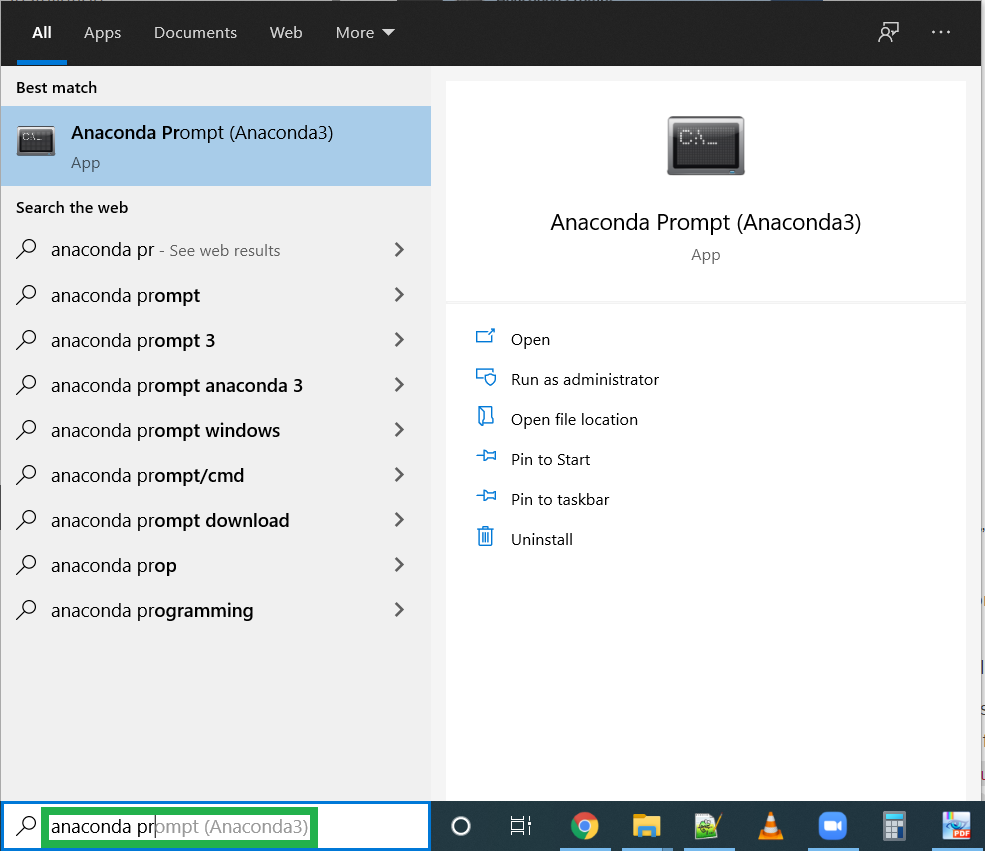 All Apps Documents Web More
Best match
Anaconda Prompt (Anaconda3)
App
Search the web
anaconda pr - See web results
anaconda prompt
anaconda prompt 3
anaconda prompt anaconda 3
anaconda prompt windows
anaconda prompt/cmd
anaconda prompt download
anaconda prop
anaconda programming
C:\_
Anaconda Prompt (Anaconda3)
App
Open
Run as administrator
Open file location
Pin to Start
Pin to taskbar
Uninstall
anaconda prompt (Anaconda3)
PDF